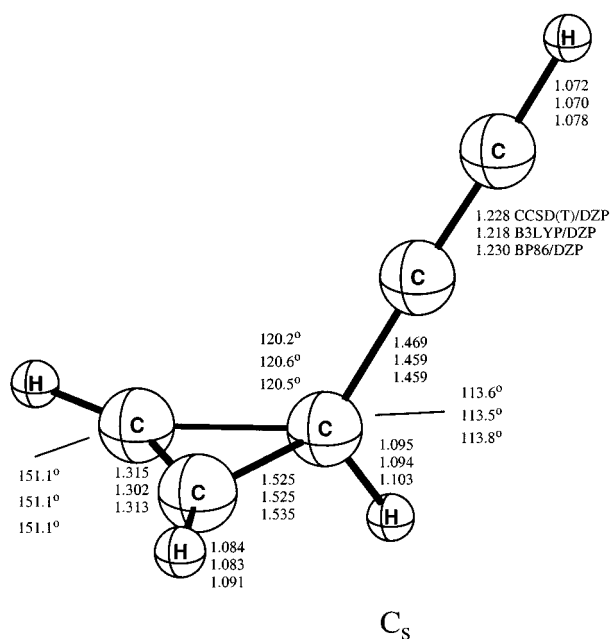 H
1.072
1.070
1.078
C
1.228 CCSD(T)/DZP
1.218 B3LYP/DZP
1.230 BP86/DZP
C
120.2°
120.6°
120.5°
1.469
1.459
1.459
H
C
C
113.6°
113.5°
113.8°
151.1°
151.1°
151.1°
1.315
1.302
1.313
C
1.525
1.525
1.535
1.095
1.094
1.103
H
H
1.084
1.083
1.091
Cs